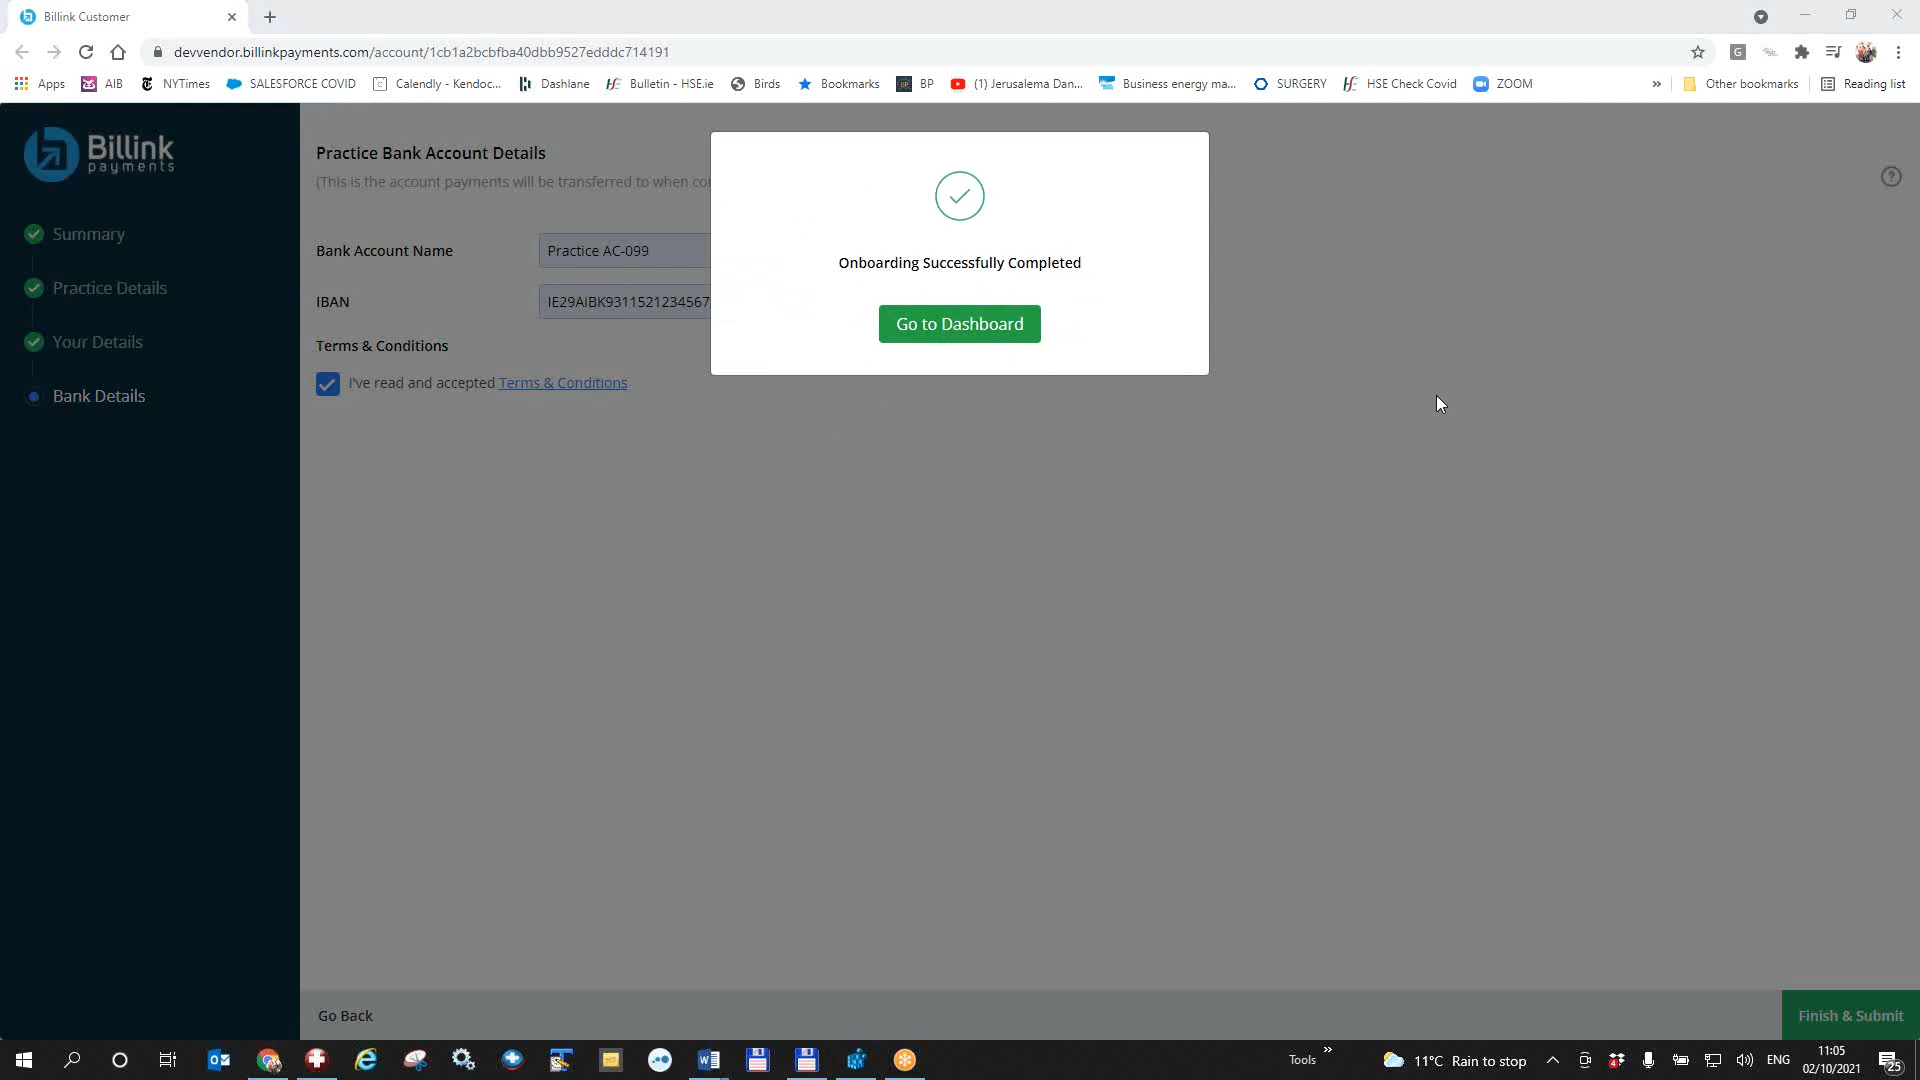 Billink Customer
devvendor.billinkpayments.com/account/1cb1a2bcbfba40dbb9527edddc714191
G
Apps AIB NYTimes SALESFORCE COVID Calendly - Kendoc... Dashlane Bulletin - HSE.ie Birds Bookmarks BP (1) Jerusalema Dan... Business energy ma... SURGERY HSE Check Covid ZOOM » Other bookmarks Reading list
Billink
payments
Summary
Practice Details
Your Details
Bank Details
Practice Bank Account Details
(This is the account payments will be transferred to when co
Bank Account Name
Practice AC-099
IBAN
IE29AIBK9311521234567
Terms & Conditions
I've read and accepted Terms & Conditions
Onboarding Successfully Completed
Go to Dashboard
?
Go Back
Finish & Submit
Tools »
11°C Rain to stop
ENG
11:05
02/10/2021
25